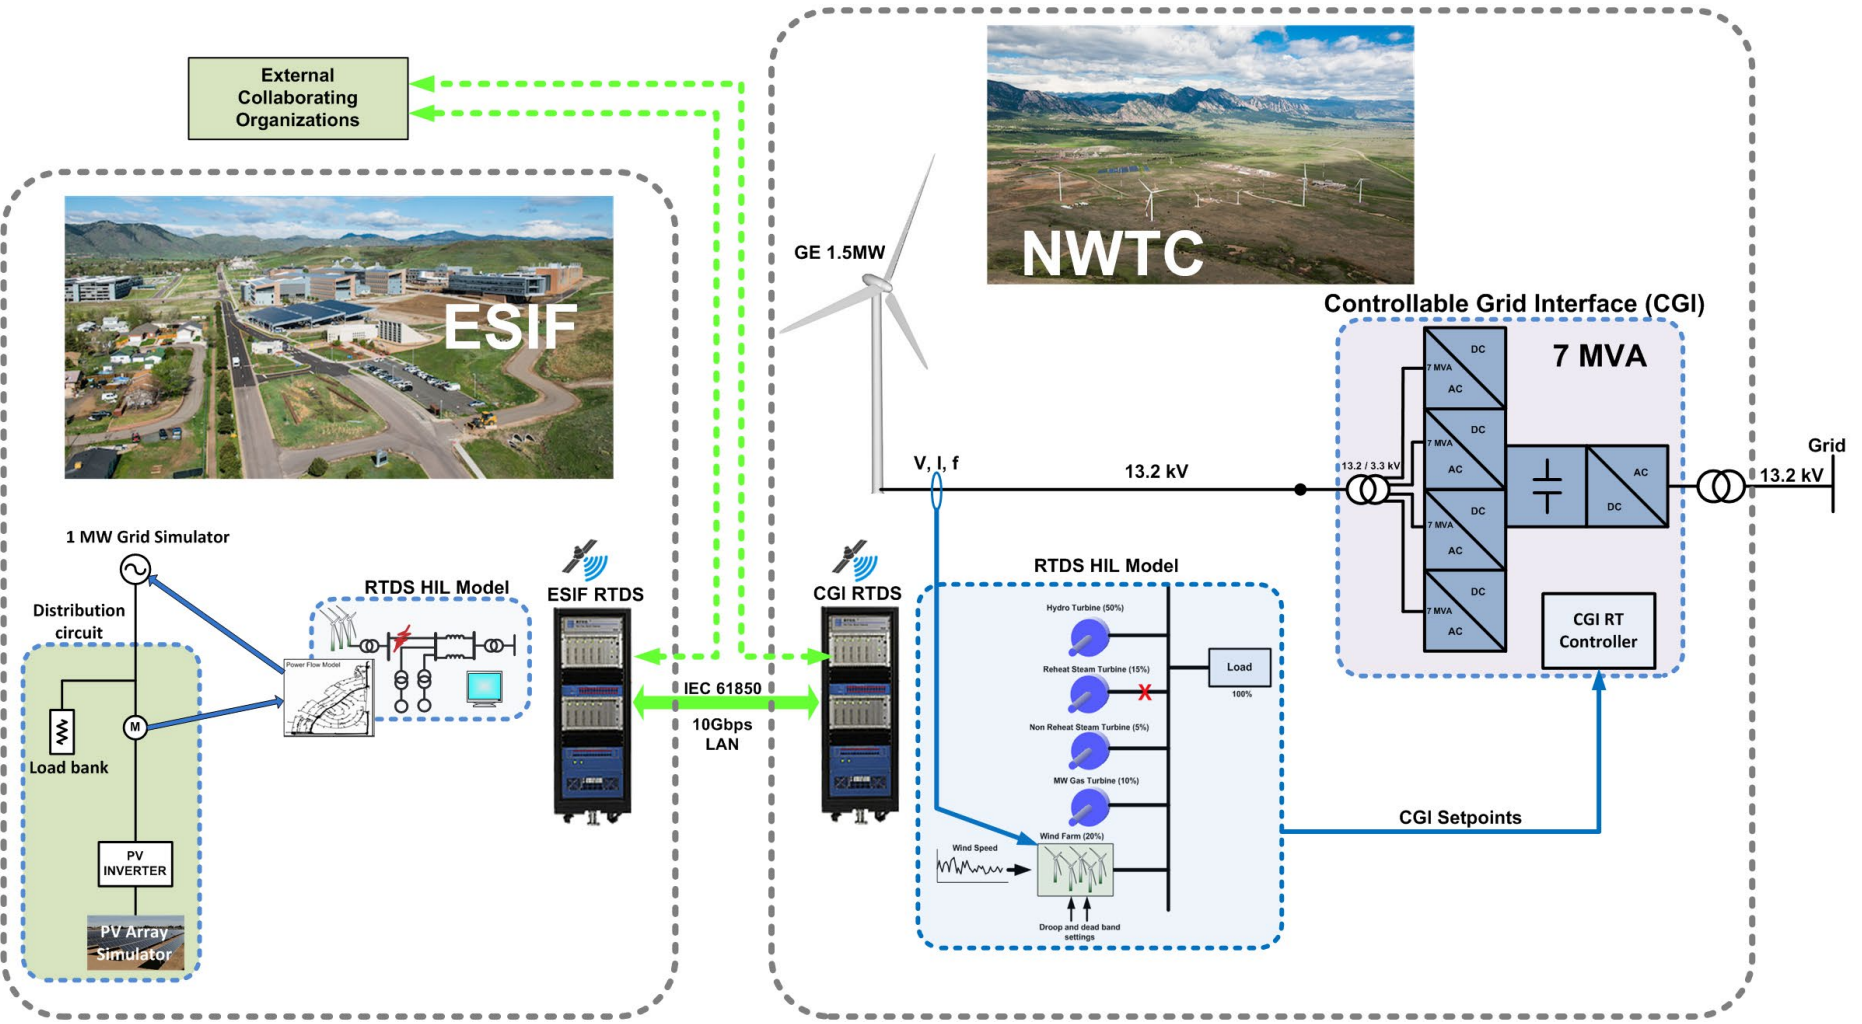 External
Collaborating
Organizations
ESIF
NWTC
GE 1.5MW
Controllable Grid Interface (CGI)
7 MVA
DC
7 MVA
AC
DC
7 MVA
AC
DC
7 MVA
AC
DC
7 MVA
AC
AC
DC
13.2 / 3.3 kV
Grid
13.2 kV
V, I, f
13.2 kV
1 MW Grid Simulator
Distribution
circuit
RTDS HIL Model
Power Flow Model
M
Load bank
PV
INVERTER
PV Array
Simulator
ESIF RTDS
CGI RTDS
IEC 61850
10Gbps
LAN
RTDS HIL Model
Hydro Turbine (50%)
Reheat Steam Turbine (15%)
X
Load
100%
Non Reheat Steam Turbine (5%)
MW Gas Turbine (10%)
Wind Farm (20%)
Wind Speed
Droop and dead band
settings
CGI RT
Controller
CGI Setpoints